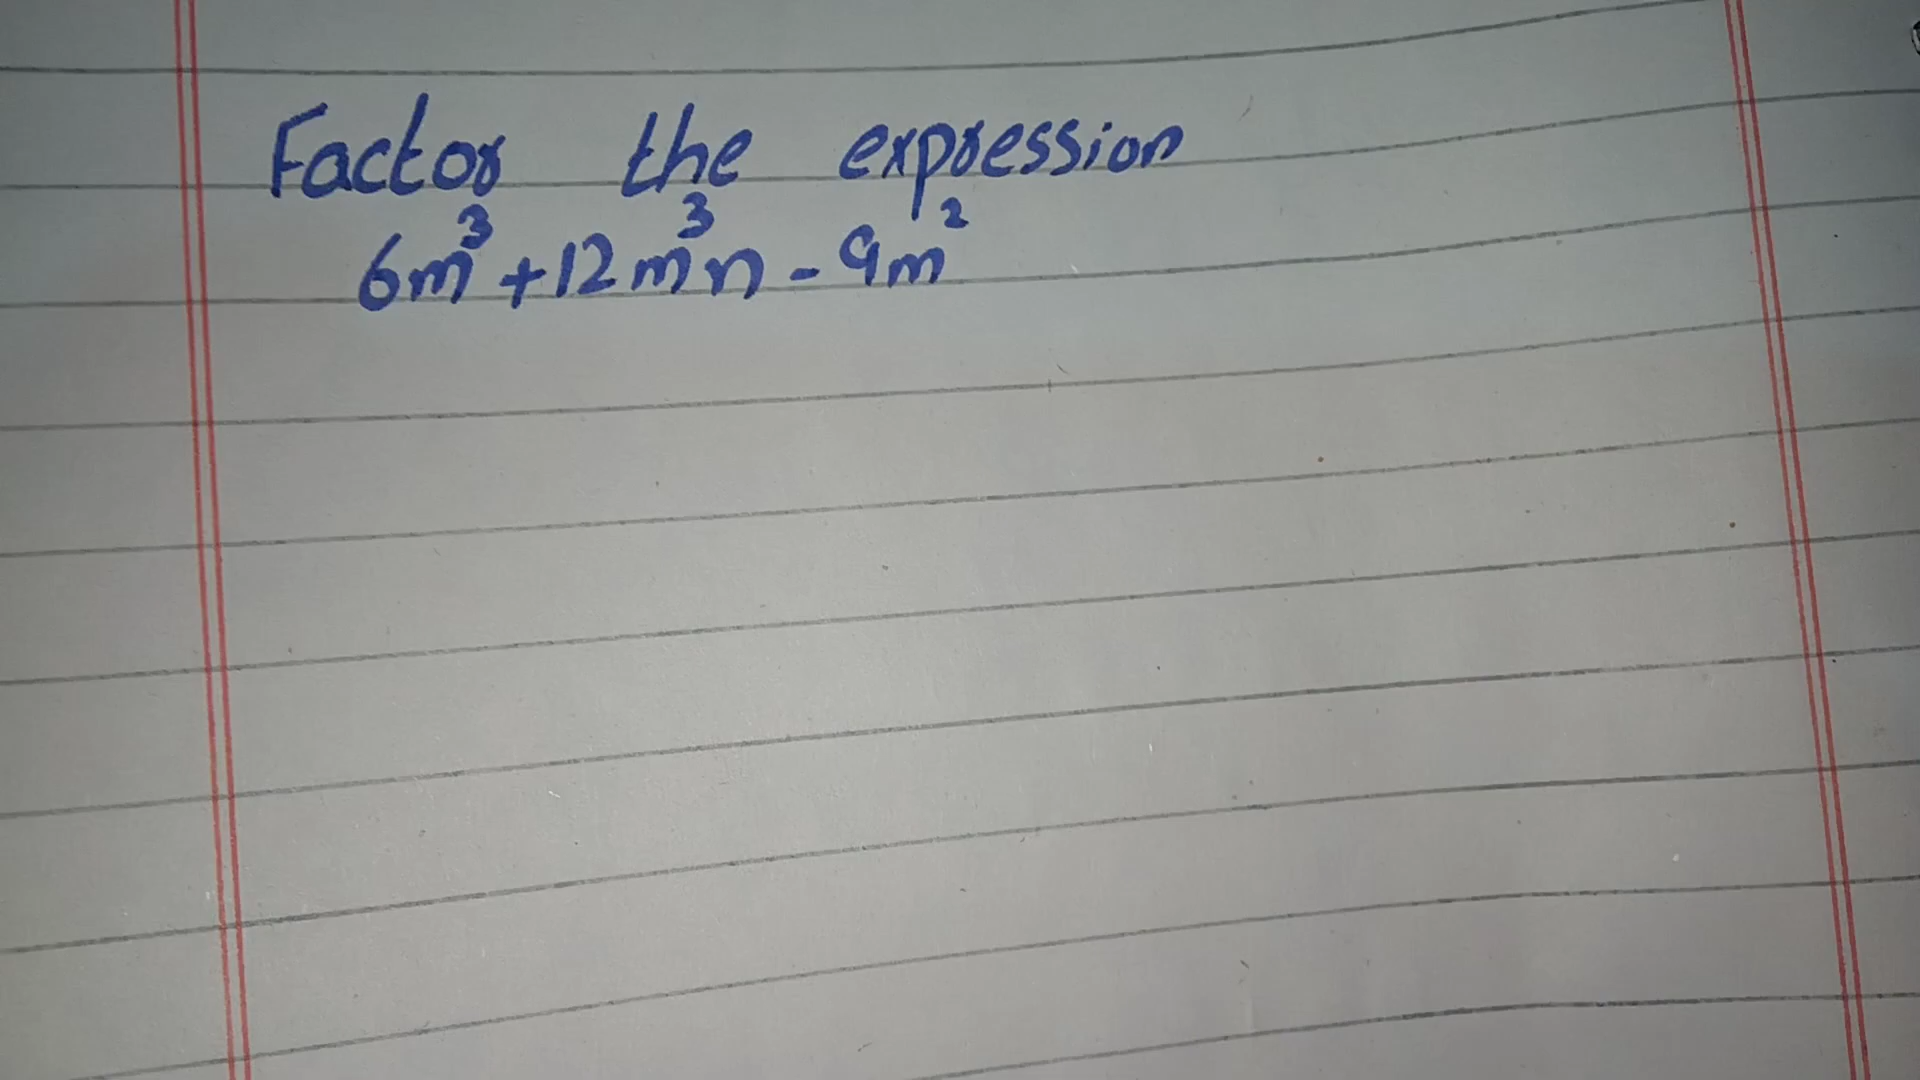 Factor the expression
6m³ + 12m³n - 9m²